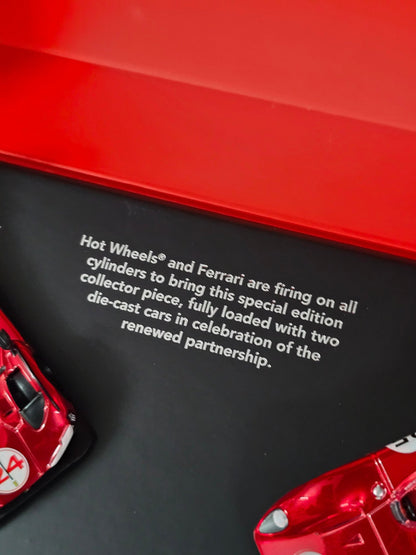 Hot Wheels® and Ferrari are firing on all
cylinders to bring this special edition
collector piece, fully loaded with two
die-cast cars in celebration of the
renewed partnership.
24